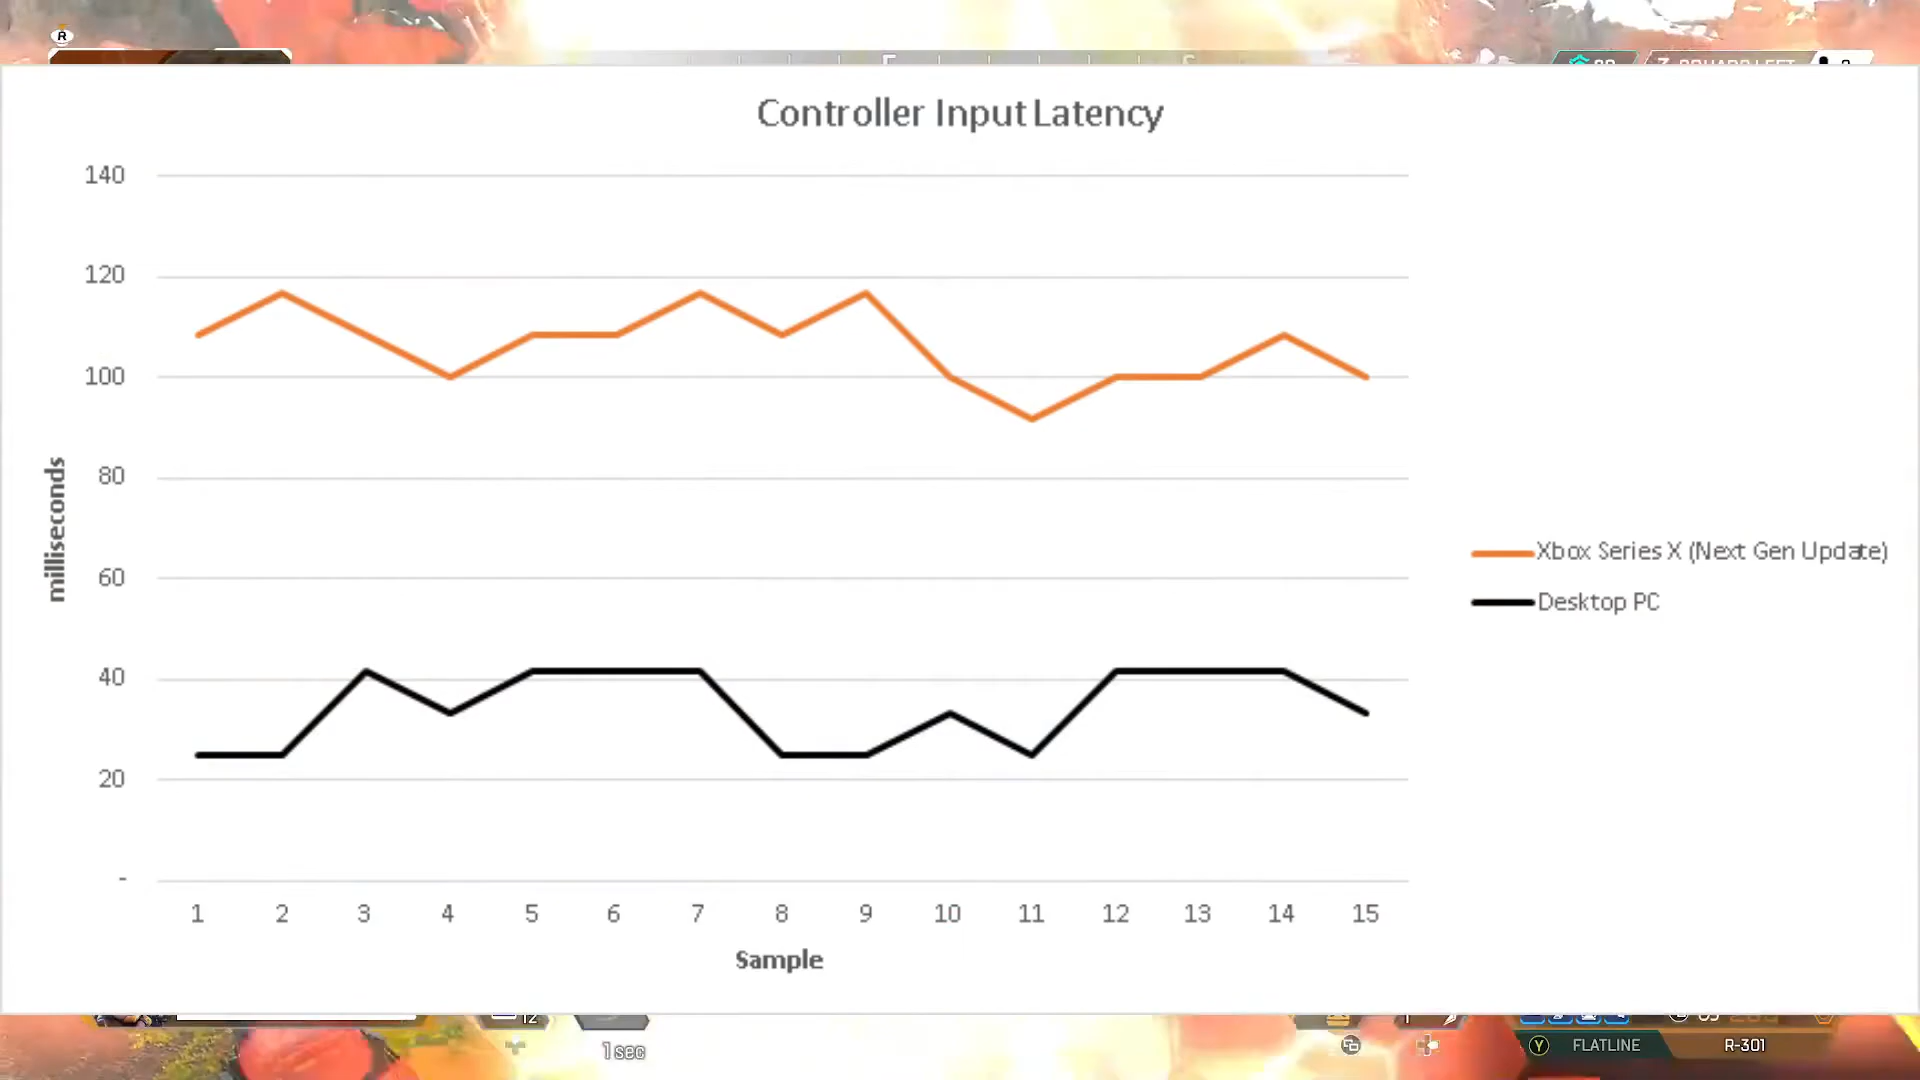 R
Controller Input Latency
140
120
100
80
60
40
20
-
milliseconds
1 2 3 4 5 6 7 8 9 10 11 12 13 14 15
Sample
Xbox Series X (Next Gen Update)
Desktop PC
12
1 sec
Y FLATLINE R-301